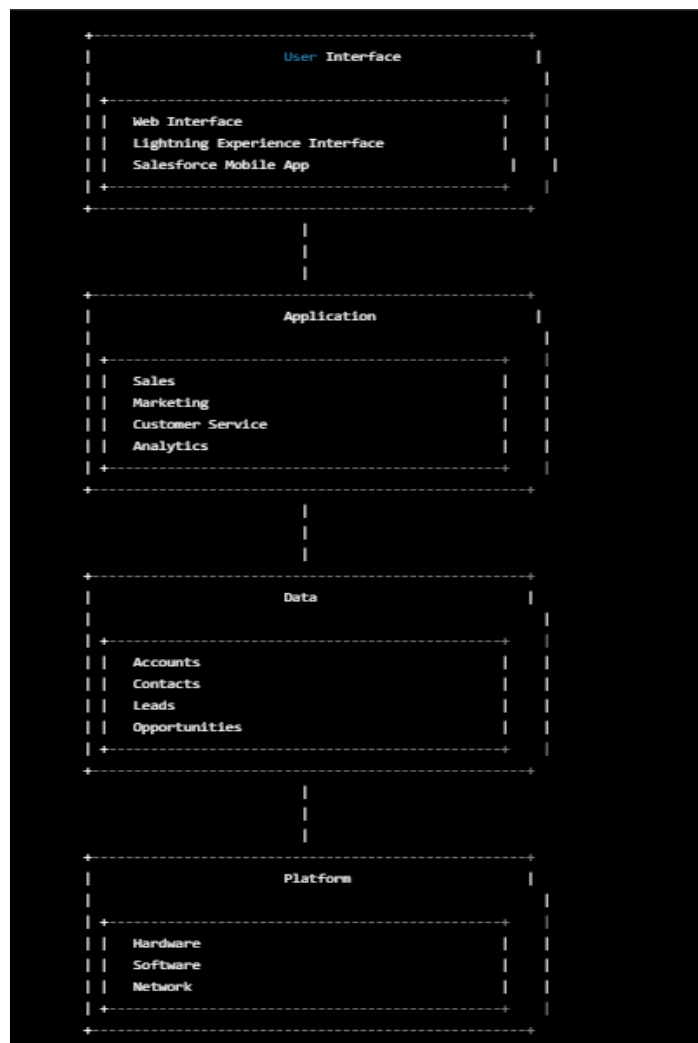 User Interface
Web Interface
Lightning Experience Interface
Salesforce Mobile App
Application
Sales
Marketing
Customer Service
Analytics
Data
Accounts
Contacts
Leads
Opportunities
Platform
Hardware
Software
Network